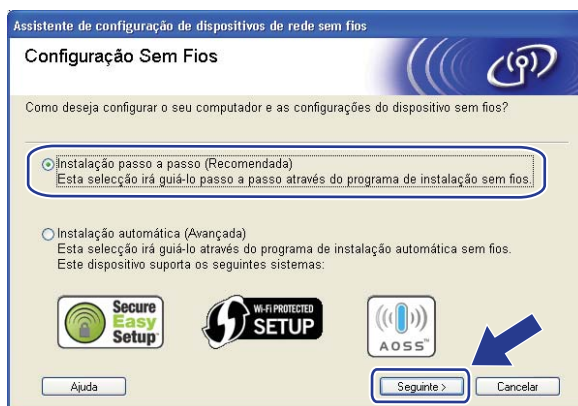 Assistente de configuração de dispositivos de rede sem fios
Configuração Sem Fios
Como deseja configurar o seu computador e as configurações do dispositivo sem fios?
Instalação passo a passo (Recomendada)
Esta selecção irá guiá-lo passo a passo através do programa de instalação sem fios.
Instalação automática (Avançada)
Esta selecção irá guiá-lo através do programa de instalação automática sem fios.
Este dispositivo suporta os seguintes sistemas:
Secure
Easy
Setup
Wi-Fi PROTECTED
SETUP
AOSS™
Ajuda
Seguinte >
Cancelar